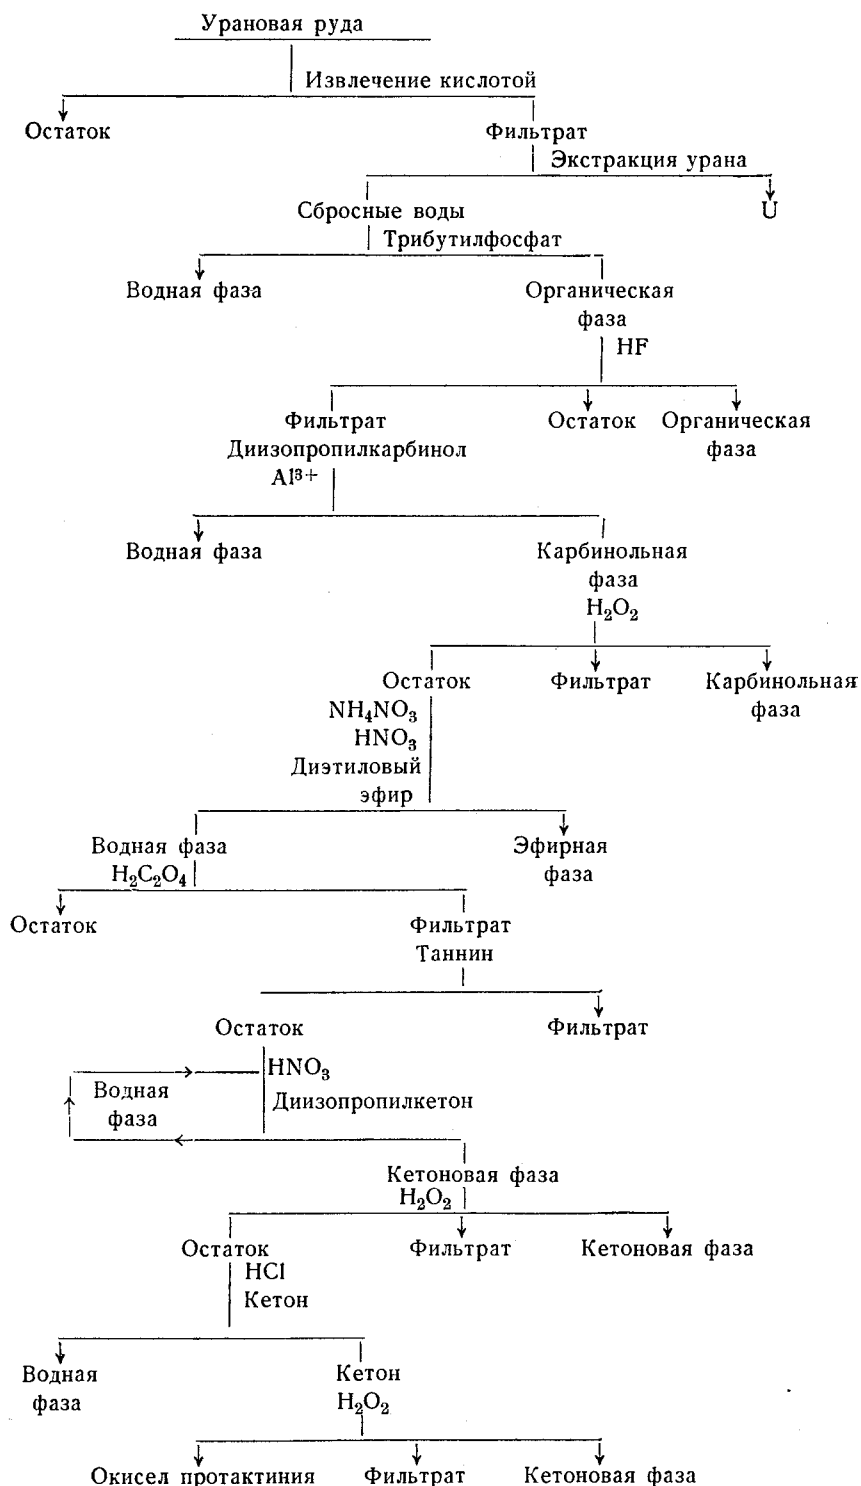 Урановая руда
Извлечение кислотой
Остаток Фильтрат
Экстракция урана
Сбросные воды U
Трибутилфосфат
Водная фаза Органическая
фаза
HF
Фильтрат Остаток Органическая
Диизопропилкарбинол фаза
Al³⁺
Водная фаза Карбинольная
фаза
H₂O₂
Остаток Фильтрат Карбинольная
NH₄NO₃ фаза
HNO₃
Диэтиловый
эфир
Водная фаза Эфирная
H₂C₂O₄ фаза
Остаток Фильтрат
Таннин
Остаток Фильтрат
HNO₃
Водная Диизопропилкетон
фаза
Кетоновая фаза
H₂O₂
Остаток Фильтрат Кетоновая фаза
HCl
Кетон
Водная Кетон
фаза H₂O₂
Окисел протактиния Фильтрат Кетоновая фаза